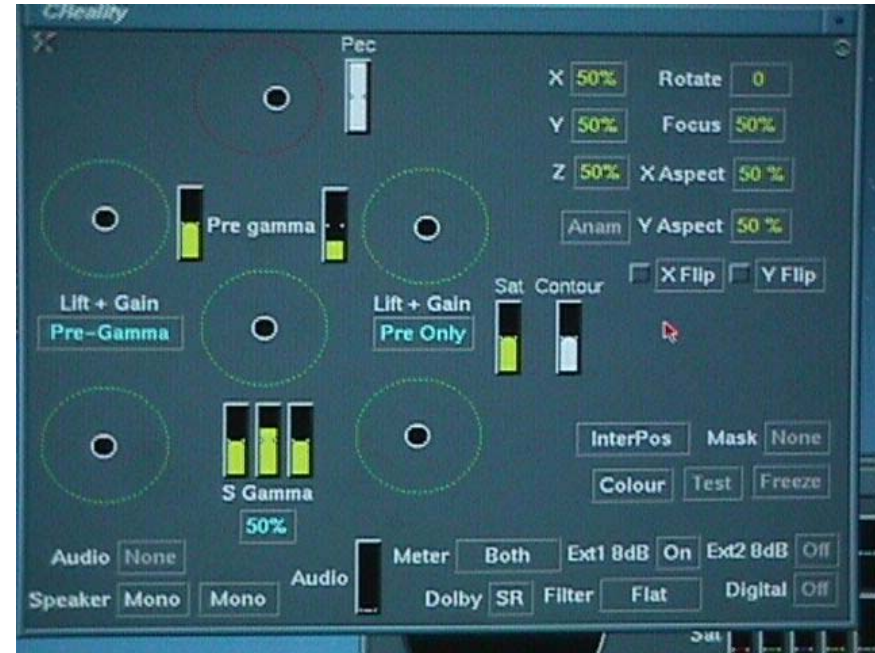 CReality
Pec
X 50% Rotate 0
Y 50% Focus 50%
Z 50% X Aspect 50 %
Pre gamma
Anam Y Aspect 50 %
X Flip Y Flip
Lift + Gain
Pre-Gamma
Lift + Gain
Pre Only
Sat Contour
InterPos Mask None
Colour Test Freeze
S Gamma
50%
Audio None
Speaker Mono Mono
Audio
Meter Both Ext1 8dB On Ext2 8dB Off
Dolby SR Filter Flat Digital Off
Sat